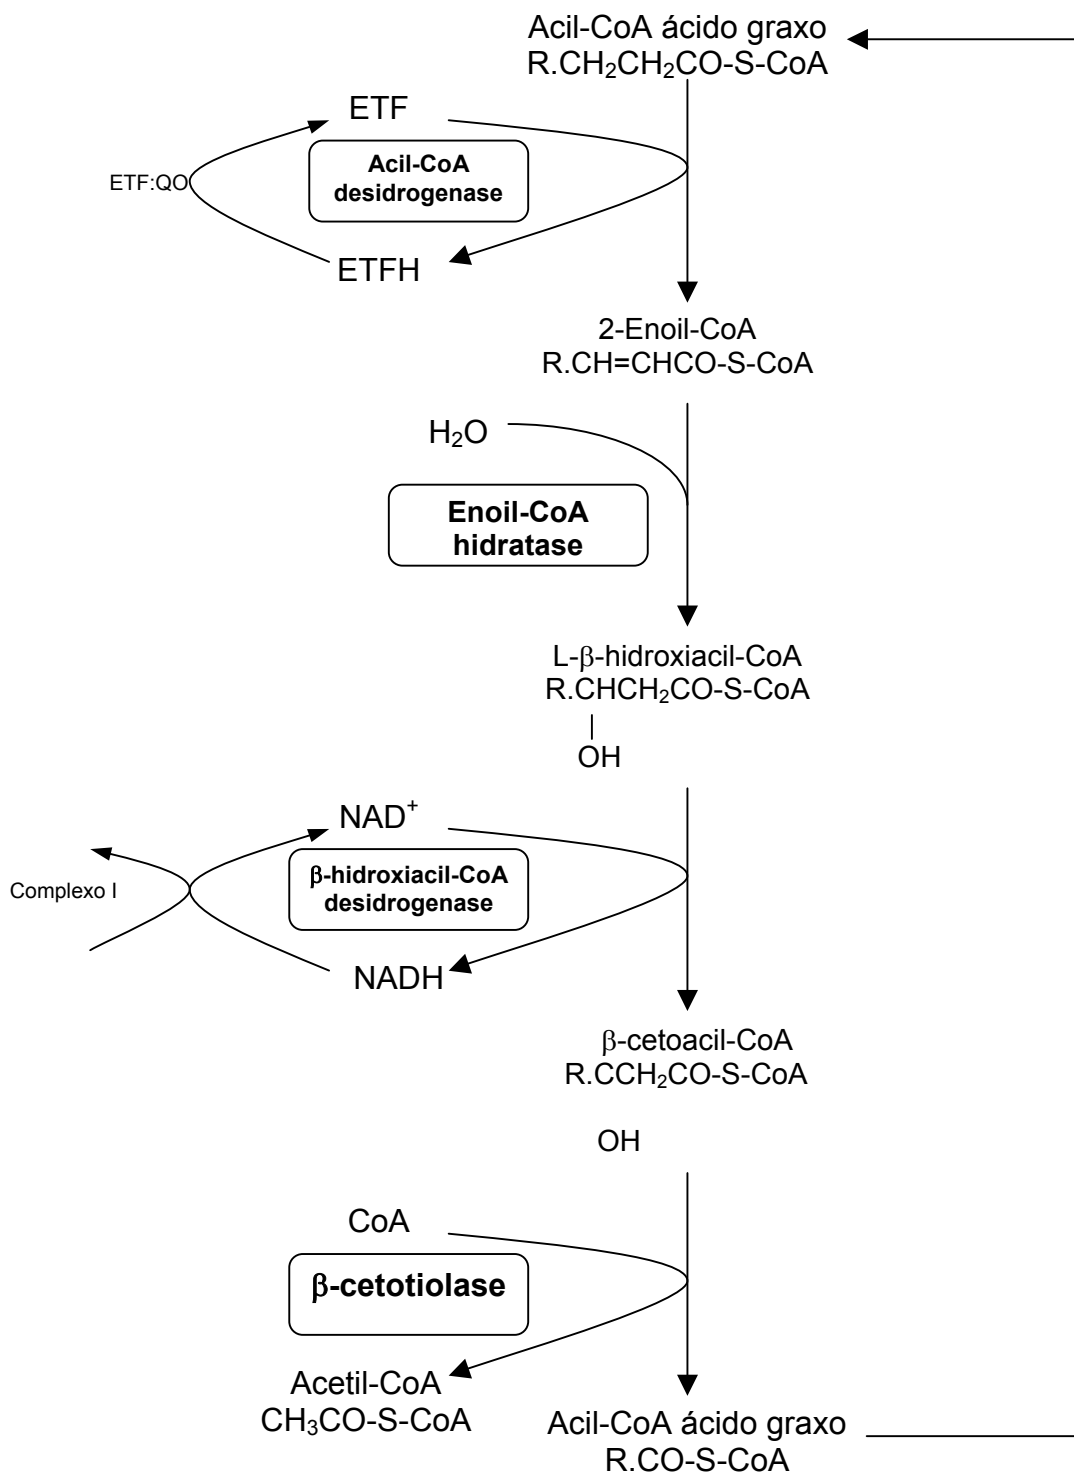 Acil-CoA ácido graxo
R.CH₂CH₂CO-S-CoA
ETF
Acil-CoA
desidrogenase
ETF:QO
ETFH
2-Enoil-CoA
R.CH=CHCO-S-CoA
H₂O
Enoil-CoA
hidratase
L-β-hidroxiacil-CoA
R.CHCH₂CO-S-CoA
OH
NAD⁺
β-hidroxiacil-CoA
desidrogenase
Complexo I
NADH
β-cetoacil-CoA
R.CCH₂CO-S-CoA
OH
CoA
β-cetotiolase
Acetil-CoA
CH₃CO-S-CoA
Acil-CoA ácido graxo
R.CO-S-CoA